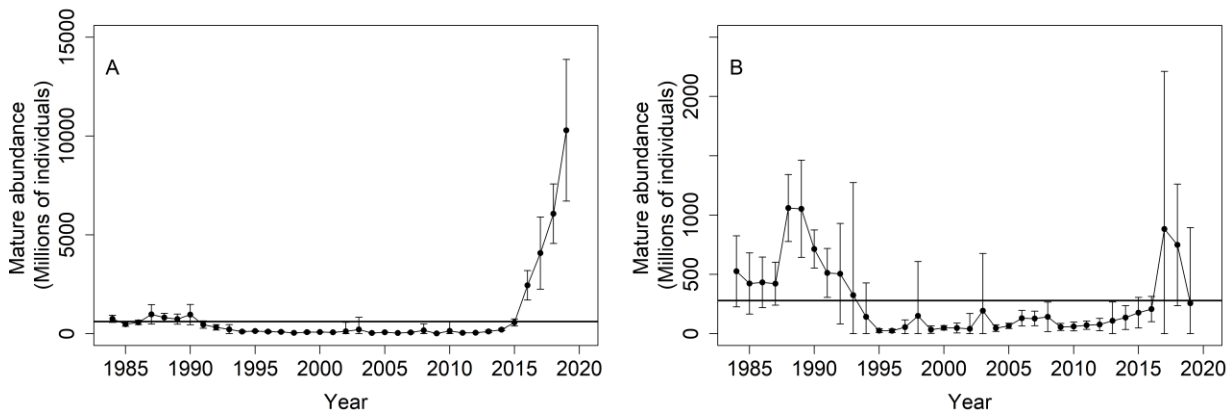 A
Mature abundance
(Millions of individuals)
15000
10000
5000
0
1985 1990 1995 2000 2005 2010 2015 2020
Year
B
Mature abundance
(Millions of individuals)
2000
1000
500
0
1985 1990 1995 2000 2005 2010 2015 2020
Year